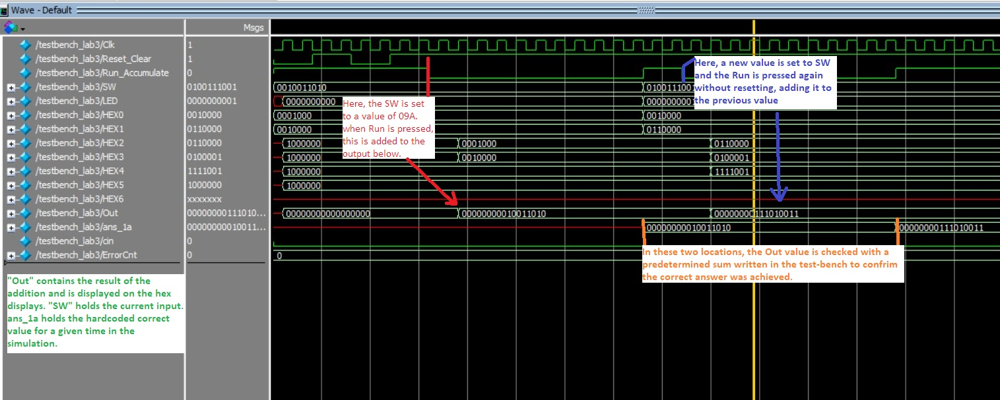 Wave - Default
Msgs
/testbench_lab3/Clk 1
/testbench_lab3/Reset_Clear 1
/testbench_lab3/Run_Accumulate 0
/testbench_lab3/SW 0100111001 0010011010 010011100
/testbench_lab3/LED 0000000001 0000000000 000000000
/testbench_lab3/HEX0 0010000 0001000 0010000
/testbench_lab3/HEX1 0110000 0010000 0110000
/testbench_lab3/HEX2 0110000 1000000 0001000 0110000
/testbench_lab3/HEX3 0100001 1000000 0010000 0100001
/testbench_lab3/HEX4 1111001 1000000 1111001
/testbench_lab3/HEX5 1000000 1000000
/testbench_lab3/HEX6 xxxxxxx
/testbench_lab3/Out 00000000111010... 00000000000000000 00000000010011010 00000000111010011
/testbench_lab3/ans_1a 00000000010011... 00000000010011010 00000000111010011
/testbench_lab3/cin 0
/testbench_lab3/ErrorCnt 0 0
Here, the SW is set
to a value of 09A.
when Run is pressed,
this is added to the
output below.
Here, a new value is set to SW
and the Run is pressed again
without resetting, adding it to
the previous value
In these two locations, the Out value is checked with a
predetermined sum written in the test-bench to confrim
the correct answer was achieved.
"Out" contains the result of the
addition and is displayed on the hex
displays. "SW" holds the current input.
ans_1a holds the hardcoded correct
value for a given time in the
simulation.